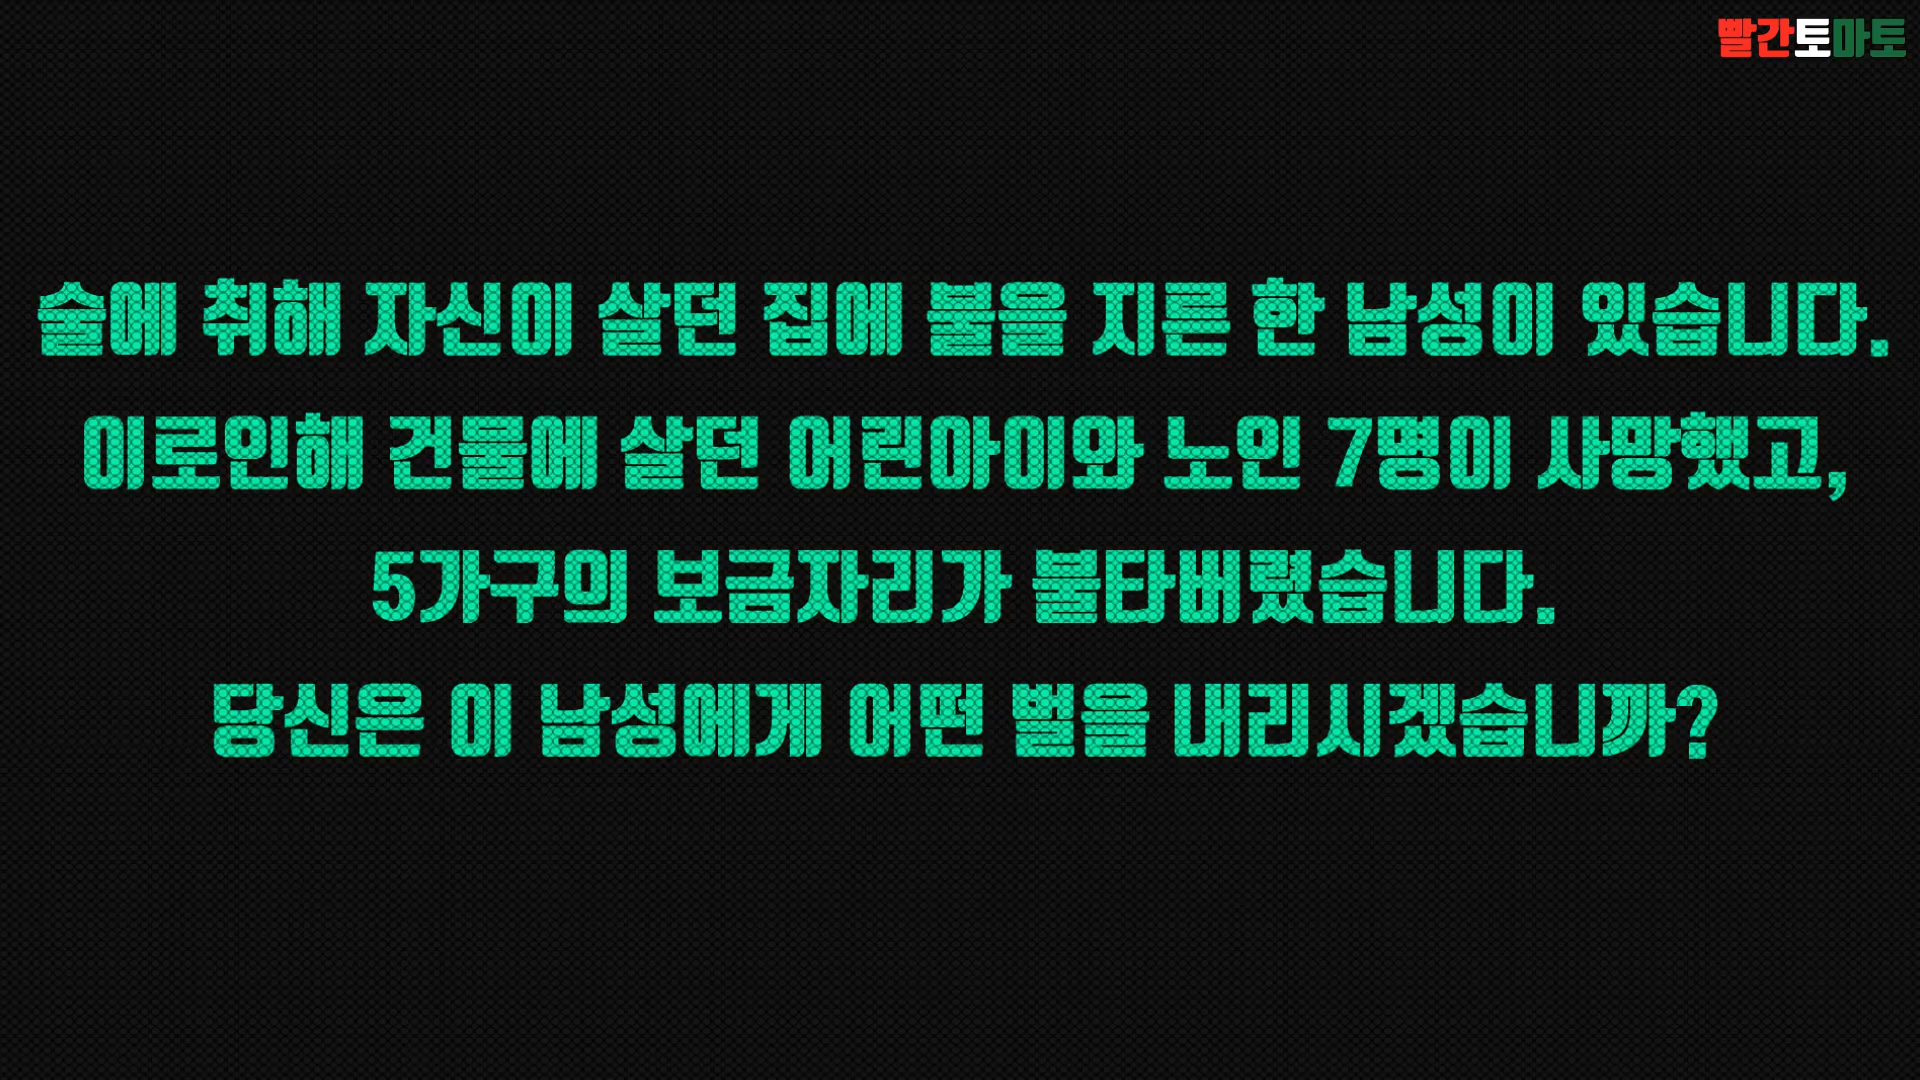 빨간토마토
술에 취해 자신이 살던 집에 불을 지른 한 남성이 있습니다.
이로인해 건물에 살던 어린아이와 노인 7명이 사망했고,
5가구의 보금자리가 불타버렸습니다.
당신은 이 남성에게 어떤 벌을 내리시겠습니까?